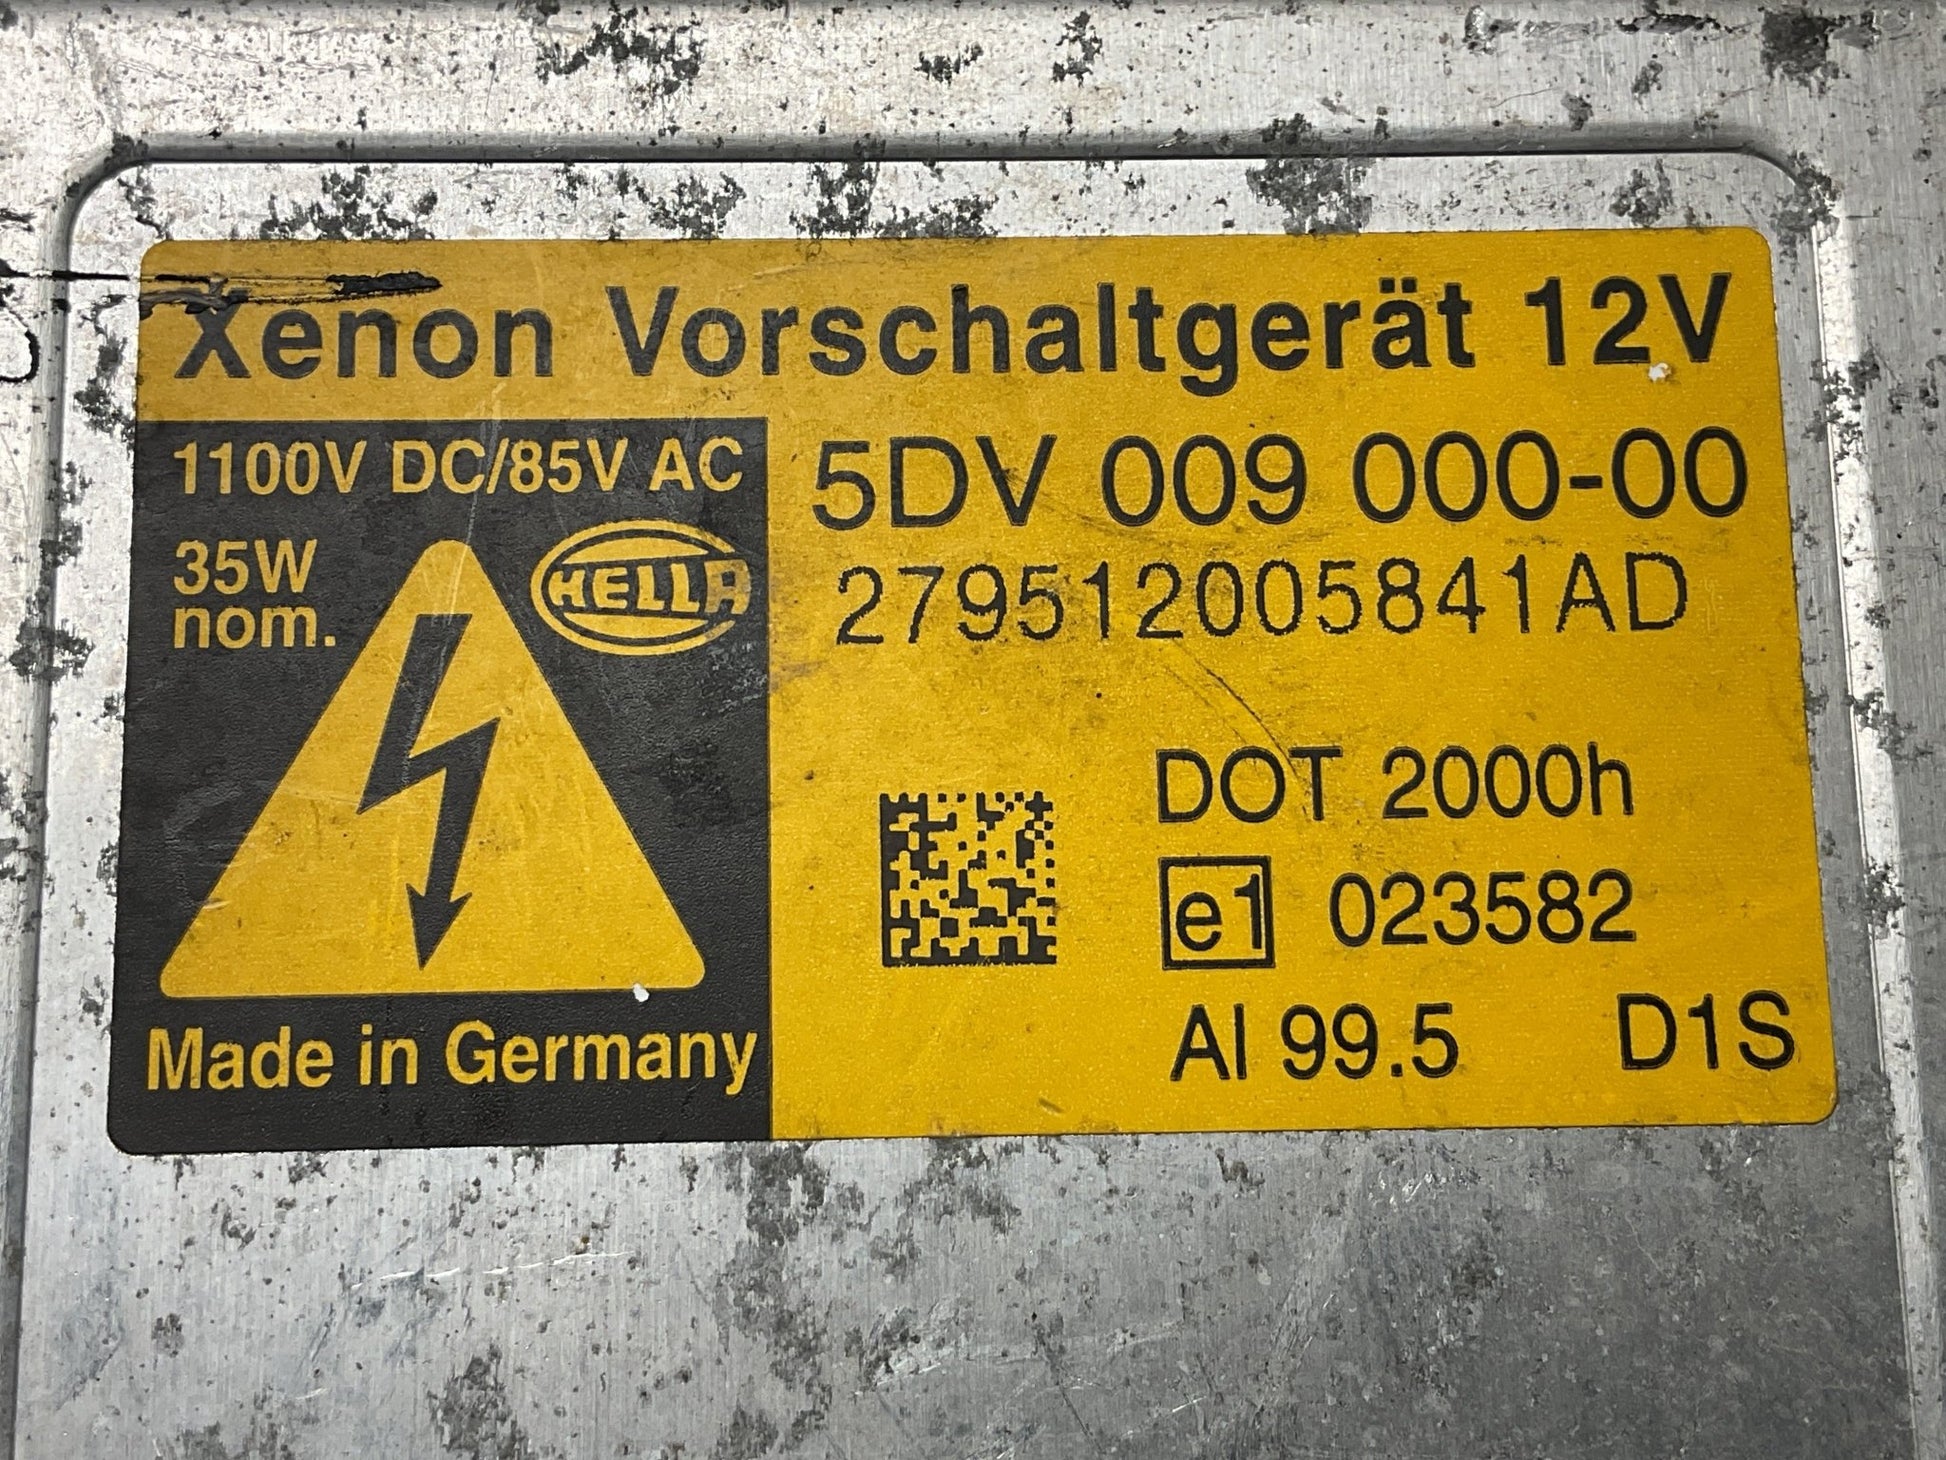 Xenon Vorschaltgerät 12V
1100V DC/85V AC
35W
nom.
HELLA
Made in Germany
5DV 009 000-00
279512005841AD
DOT 2000h
e1 023582
Al 99.5 D1S